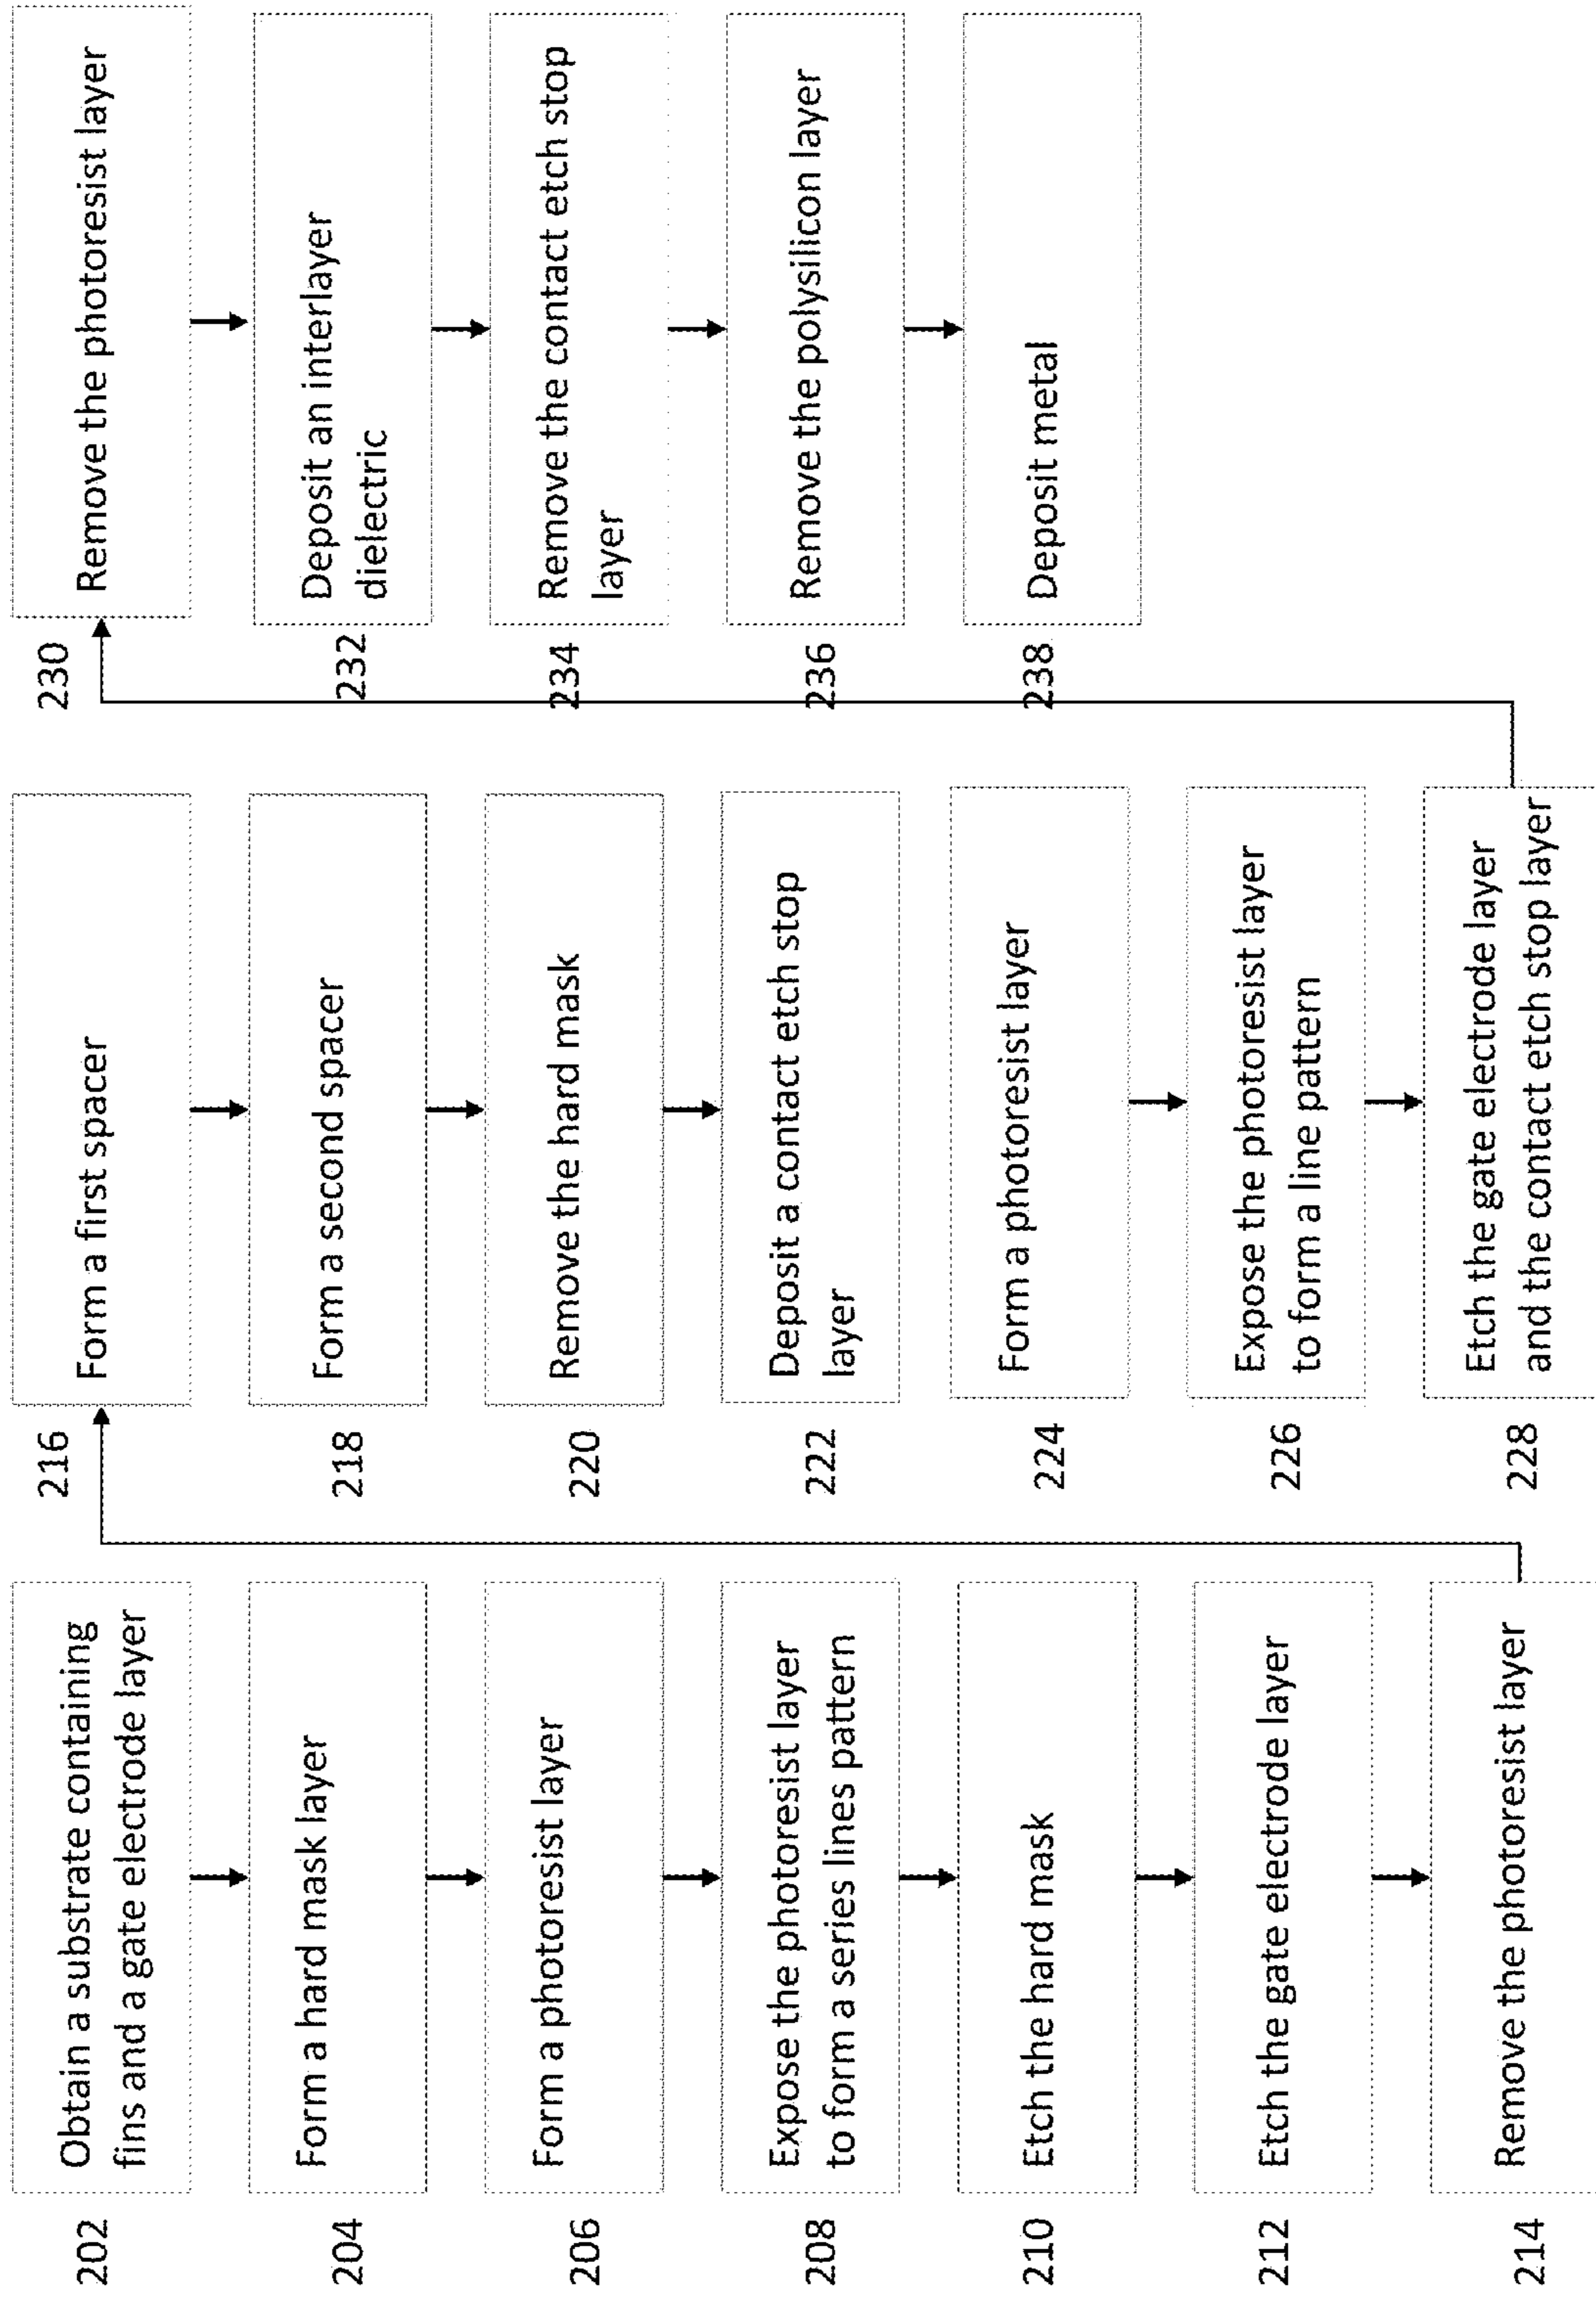 202
Obtain a substrate containing
fins and a gate electrode layer
204
Form a hard mask layer
206
Form a photoresist layer
208
Expose the photoresist layer
to form a series lines pattern
210
Etch the hard mask
212
Etch the gate electrode layer
214
Remove the photoresist layer
216
Form a first spacer
218
Form a second spacer
220
Remove the hard mask
222
Deposit a contact etch stop
layer
224
Form a photoresist layer
226
Expose the photoresist layer
to form a line pattern
228
Etch the gate electrode layer
and the contact etch stop layer
230
Remove the photoresist layer
232
Deposit an interlayer
dielectric
234
Remove the contact etch stop
layer
236
Remove the polysilicon layer
238
Deposit metal